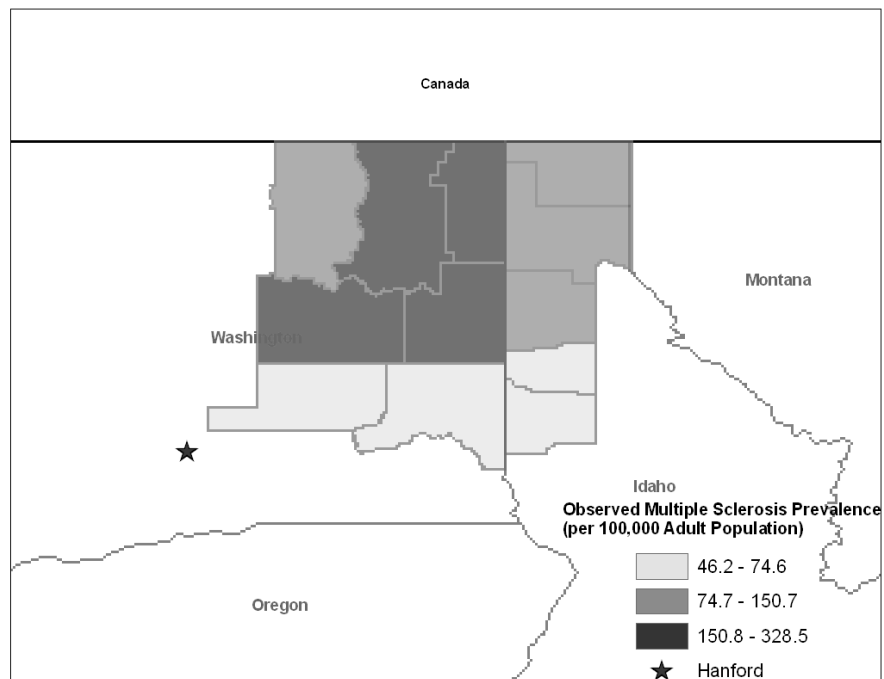 Canada
Montana
Washington
Idaho
Observed Multiple Sclerosis Prevalence
(per 100,000 Adult Population)
46.2 - 74.6
74.7 - 150.7
Oregon
150.8 - 328.5
Hanford